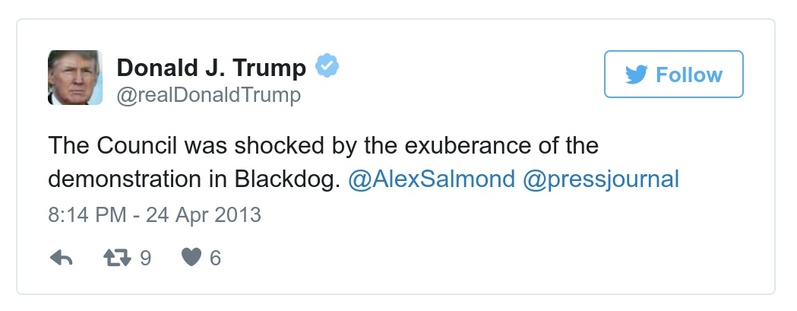 Donald J. Trump
@realDonaldTrump
Follow
The Council was shocked by the exuberance of the
demonstration in Blackdog. @AlexSalmond @pressjournal
8:14 PM - 24 Apr 2013
9 6